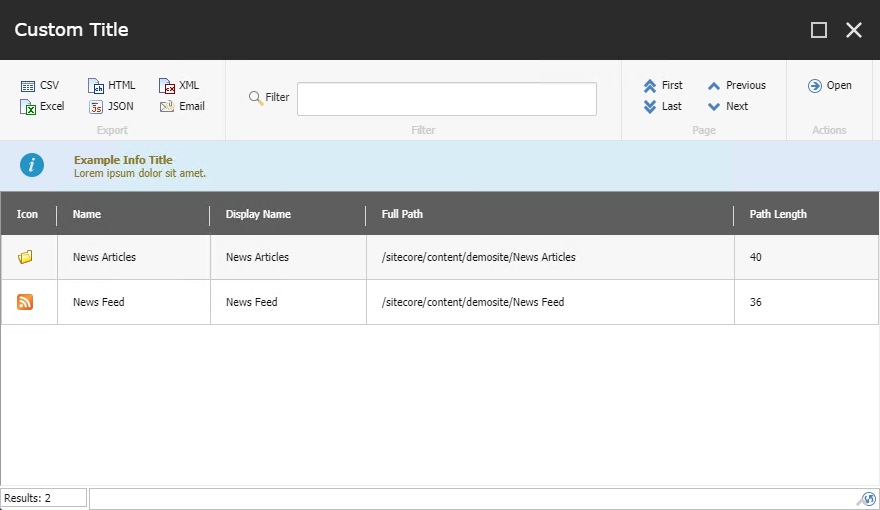 Custom Title
CSV HTML XML
Excel JSON Email
Export
Filter
Filter
First Previous
Last Next
Page
Open
Actions
Example Info Title
Lorem ipsum dolor sit amet.
Icon Name Display Name Full Path Path Length
News Articles News Articles /sitecore/content/demosite/News Articles 40
News Feed News Feed /sitecore/content/demosite/News Feed 36
Results: 2